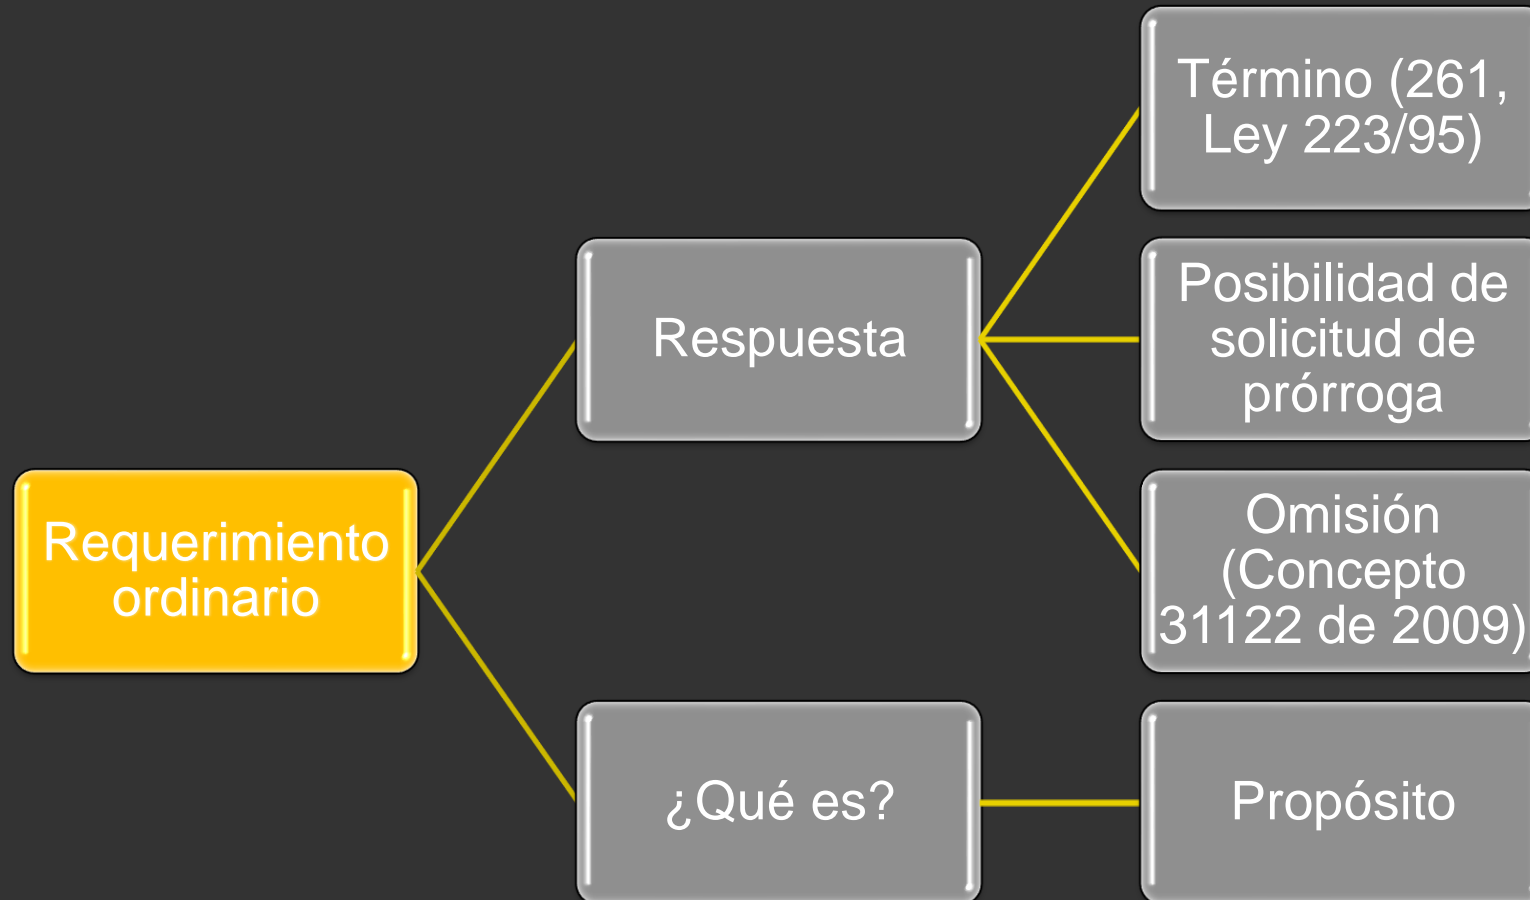 Término (261,
Ley 223/95)
Respuesta
Posibilidad de
solicitud de
prórroga
Requerimiento
ordinario
Omisión
(Concepto
31122 de 2009)
¿Qué es?
Propósito